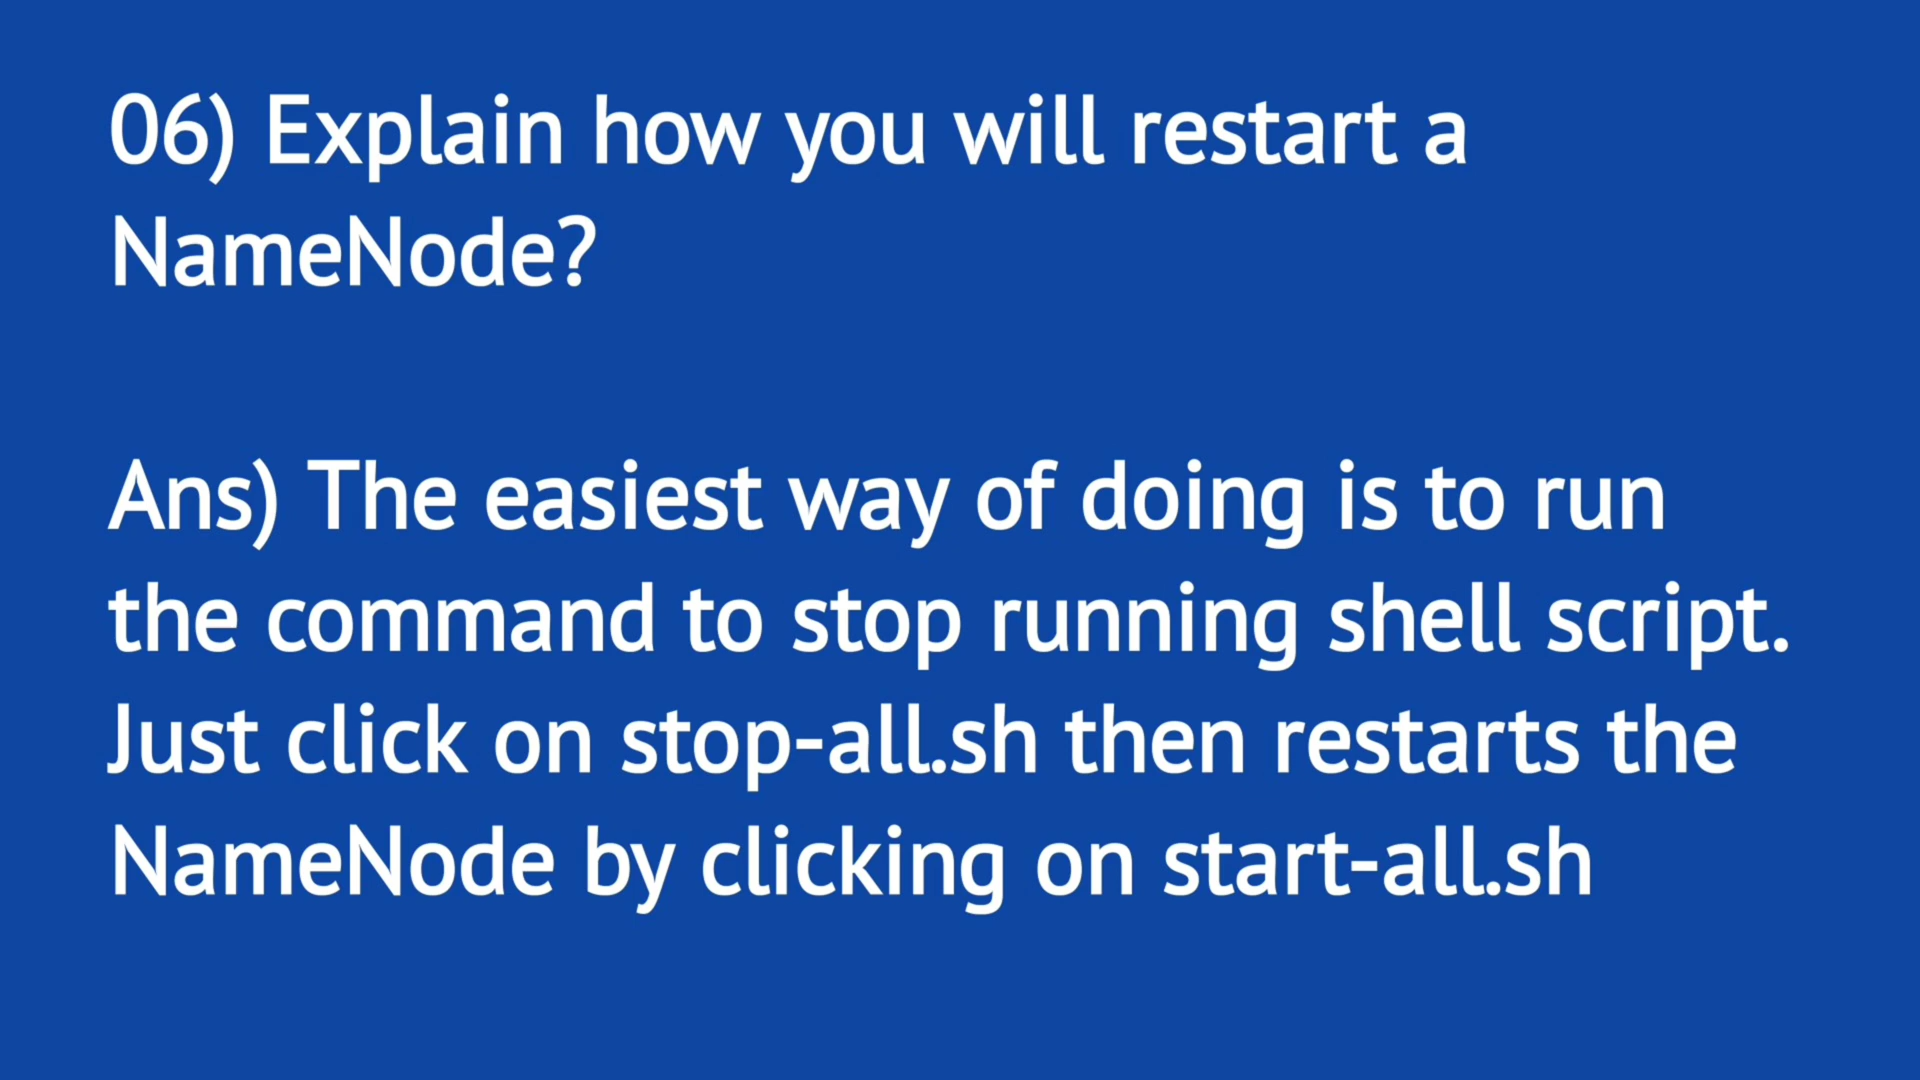 06) Explain how you will restart a
NameNode?
Ans) The easiest way of doing is to run
the command to stop running shell script.
Just click on stop-all.sh then restarts the
NameNode by clicking on start-all.sh